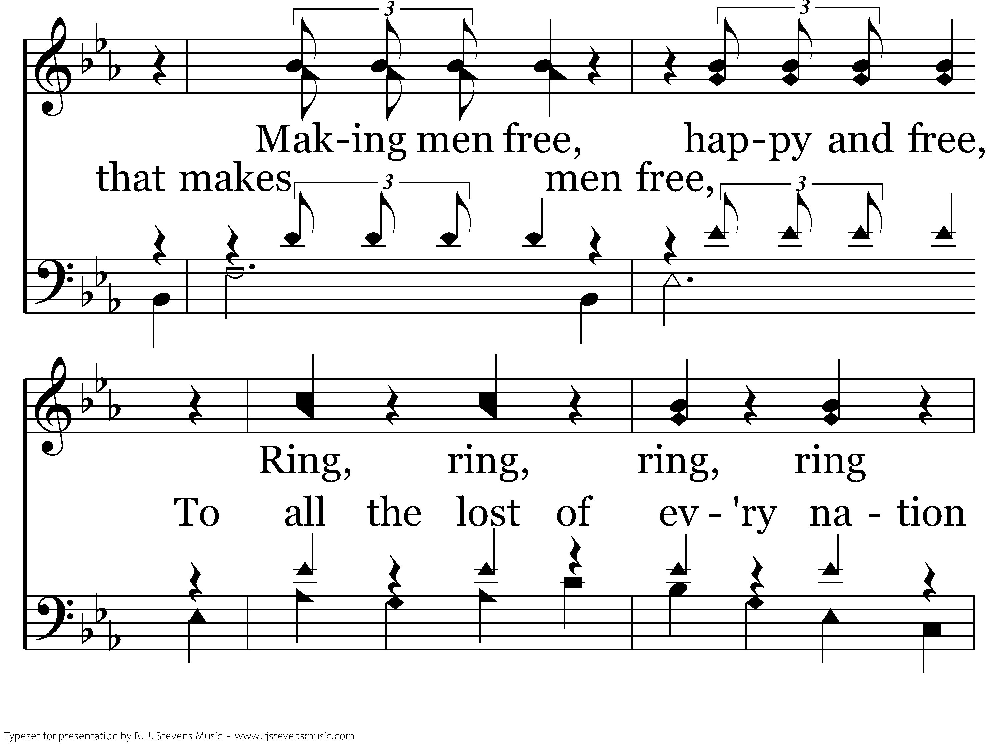 3 3
Mak-ing men free, hap-py and free,
that makes men free,
3 3
Ring, ring, ring, ring
To all the lost of ev - 'ry na - tion
Typeset for presentation by R. J. Stevens Music - www.rjstevensmusic.com